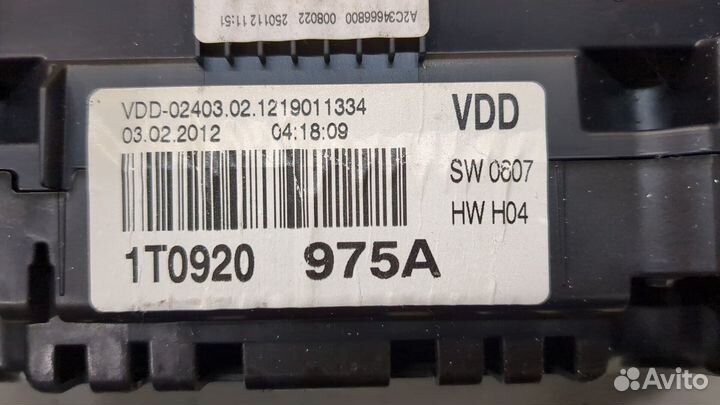 A2C34666800 008022 250112 11:51
VDD-02403.02.1219011334
03.02.2012 04:18:09
VDD
SW 0607
HW H04
1T0920 975A
Avito